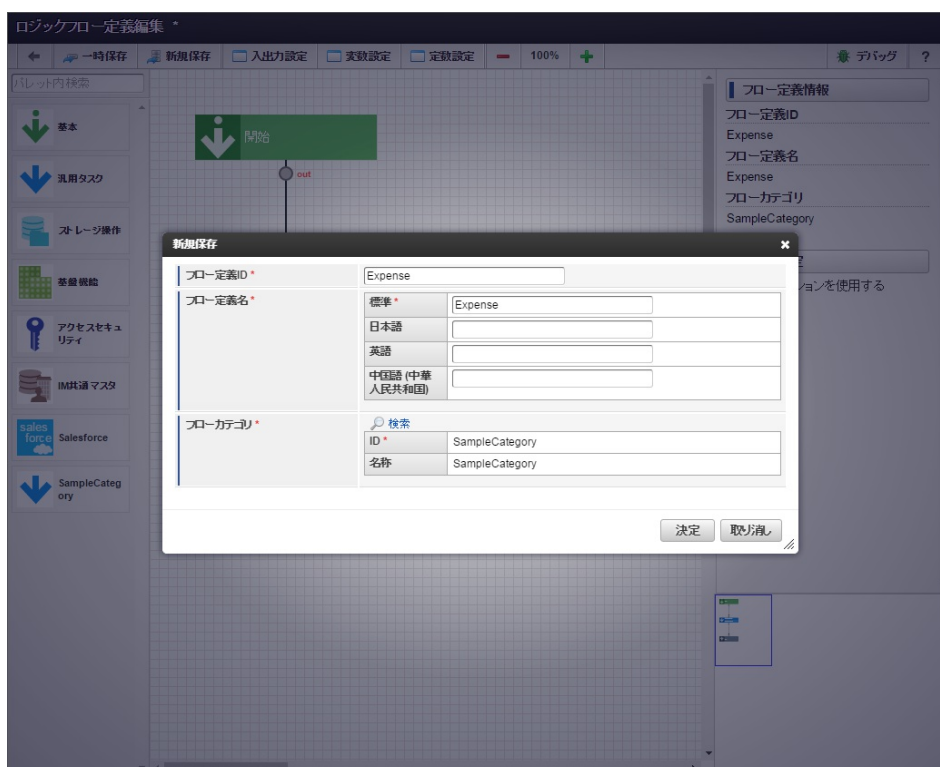 ロジックフロー定義編集 *
一時保存 新規保存 入出力設定 変数設定 定数設定 100% デバッグ ?
パレット内検索
基本
汎用タスク
ストレージ操作
基盤機能
アクセスセキュ
リティ
IM共通マスタ
sales
force
Salesforce
SampleCateg
ory
開始
out
フロー定義情報
フロー定義ID
Expense
フロー定義名
Expense
フローカテゴリ
SampleCategory
ションを使用する
新規保存
フロー定義ID *
Expense
フロー定義名 *
標準 *
Expense
日本語
英語
中国語 (中華
人民共和国)
フローカテゴリ *
検索
ID *
SampleCategory
名称
SampleCategory
決定 取り消し